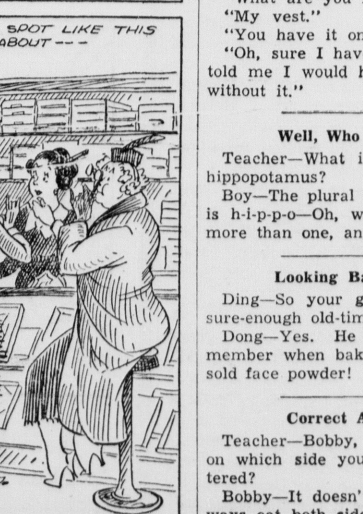 SPOT LIKE THIS
ABOUT ---
"My vest."
"You have it on
"Oh, sure I hav
told me I would h
without it."
Well, Who
Teacher—What i
hippopotamus?
Boy—The plural
is h-i-p-p-o—Oh, w
more than one, an
Looking Ba
Ding—So your g
sure-enough old-tim
Dong—Yes. He
member when bak
sold face powder!
Correct A
Teacher—Bobby,
on which side you
tered?
Bobby—It doesn'